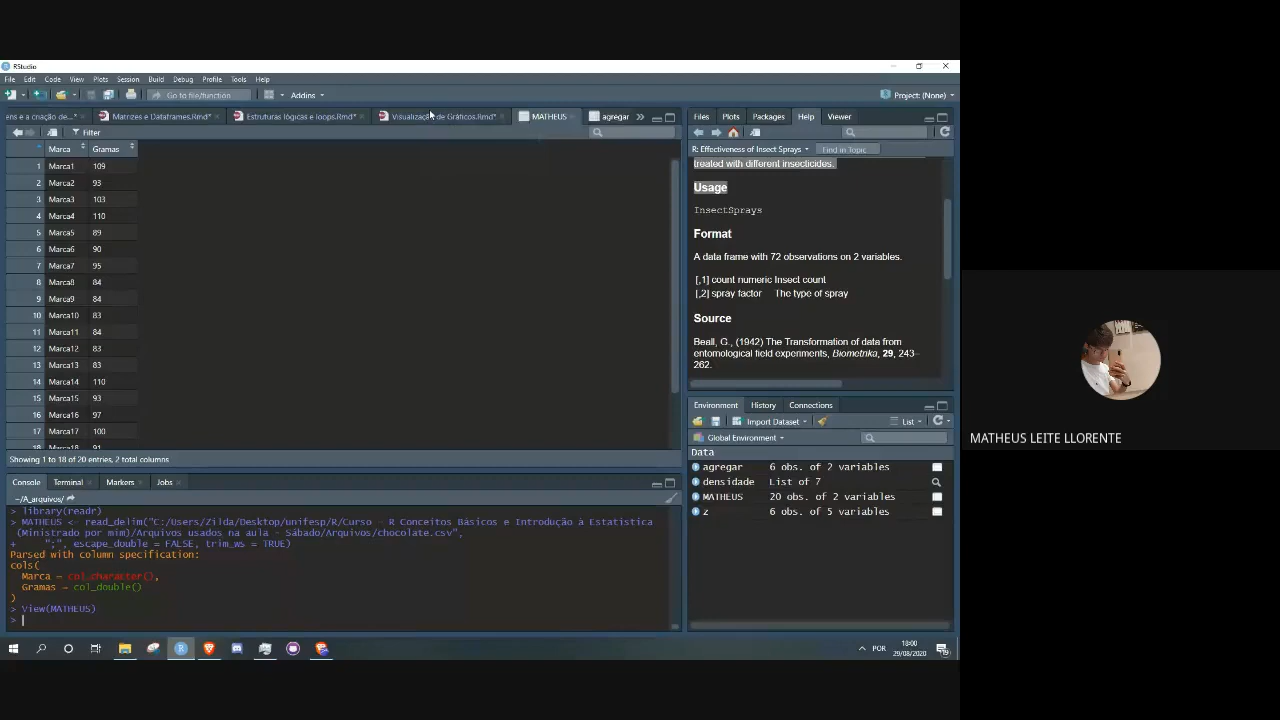 RStudio
File Edit Code View Plots Session Build Debug Profile Tools Help
Go to file/function Addins Project: (None)
ens e a criação de...* Matrizes e Dataframes.Rmd* Estruturas lógicas e loops.Rmd* Visualização de Gráficos.Rmd* MATHEUS agregar
Filter
Marca Gramas
1 Marca1 109
2 Marca2 93
3 Marca3 103
4 Marca4 110
5 Marca5 89
6 Marca6 90
7 Marca7 95
8 Marca8 84
9 Marca9 84
10 Marca10 83
11 Marca11 84
12 Marca12 83
13 Marca13 83
14 Marca14 110
15 Marca15 93
16 Marca16 97
17 Marca17 100
18 Marca18 91
Showing 1 to 18 of 20 entries, 2 total columns
Console Terminal Markers Jobs
~/A_arquivos/
> library(readr)
> MATHEUS <- read_delim("C:/Users/Zilda/Desktop/unifesp/R/Curso - R Conceitos Básicos e Introdução à Estatística
(Ministrado por mim)/Arquivos usados na aula - Sábado/Arquivos/chocolate.csv",
+ ";", escape_double = FALSE, trim_ws = TRUE)
Parsed with column specification:
cols(
Marca = col_character(),
Gramas = col_double()
)
> View(MATHEUS)
>
Files Plots Packages Help Viewer
R: Effectiveness of Insect Sprays Find in Topic
treated with different insecticides.
Usage
InsectSprays
Format
A data frame with 72 observations on 2 variables.
[,1] count numeric Insect count
[,2] spray factor The type of spray
Source
Beall, G., (1942) The Transformation of data from
entomological field experiments, Biometrika, 29, 243–
262.
Environment History Connections
Import Dataset List
Global Environment
Data
agregar 6 obs. of 2 variables
densidade List of 7
MATHEUS 20 obs. of 2 variables
z 6 obs. of 5 variables
POR
18:00
29/08/2020
MATHEUS LEITE LLORENTE